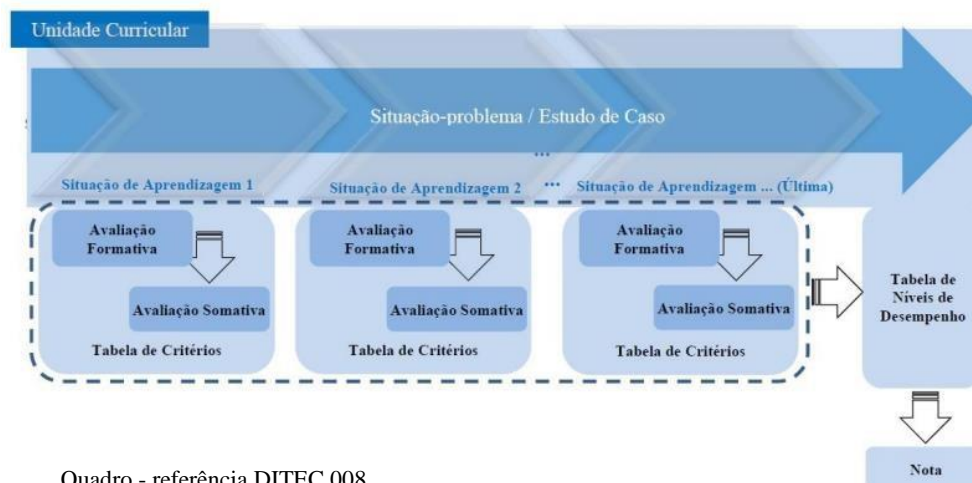 Unidade Curricular
Situação-problema / Estudo de Caso
...
Situação de Aprendizagem 1
Situação de Aprendizagem 2
...
Situação de Aprendizagem ... (Última)
Avaliação
Formativa
Avaliação Somativa
Tabela de Critérios
Avaliação
Formativa
Avaliação Somativa
Tabela de Critérios
Avaliação
Formativa
Avaliação Somativa
Tabela de Critérios
Tabela de
Níveis de
Desempenho
Nota
Quadro - referência DITEC 008